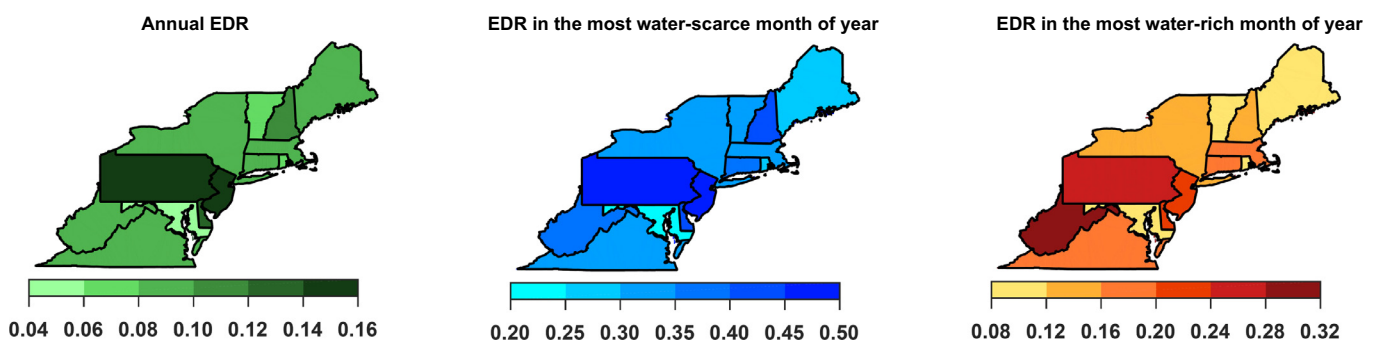 Annual EDR
EDR in the most water-scarce month of year
EDR in the most water-rich month of year
0.04 0.06 0.08 0.10 0.12 0.14 0.16
0.20 0.25 0.30 0.35 0.40 0.45 0.50
0.08 0.12 0.16 0.20 0.24 0.28 0.32